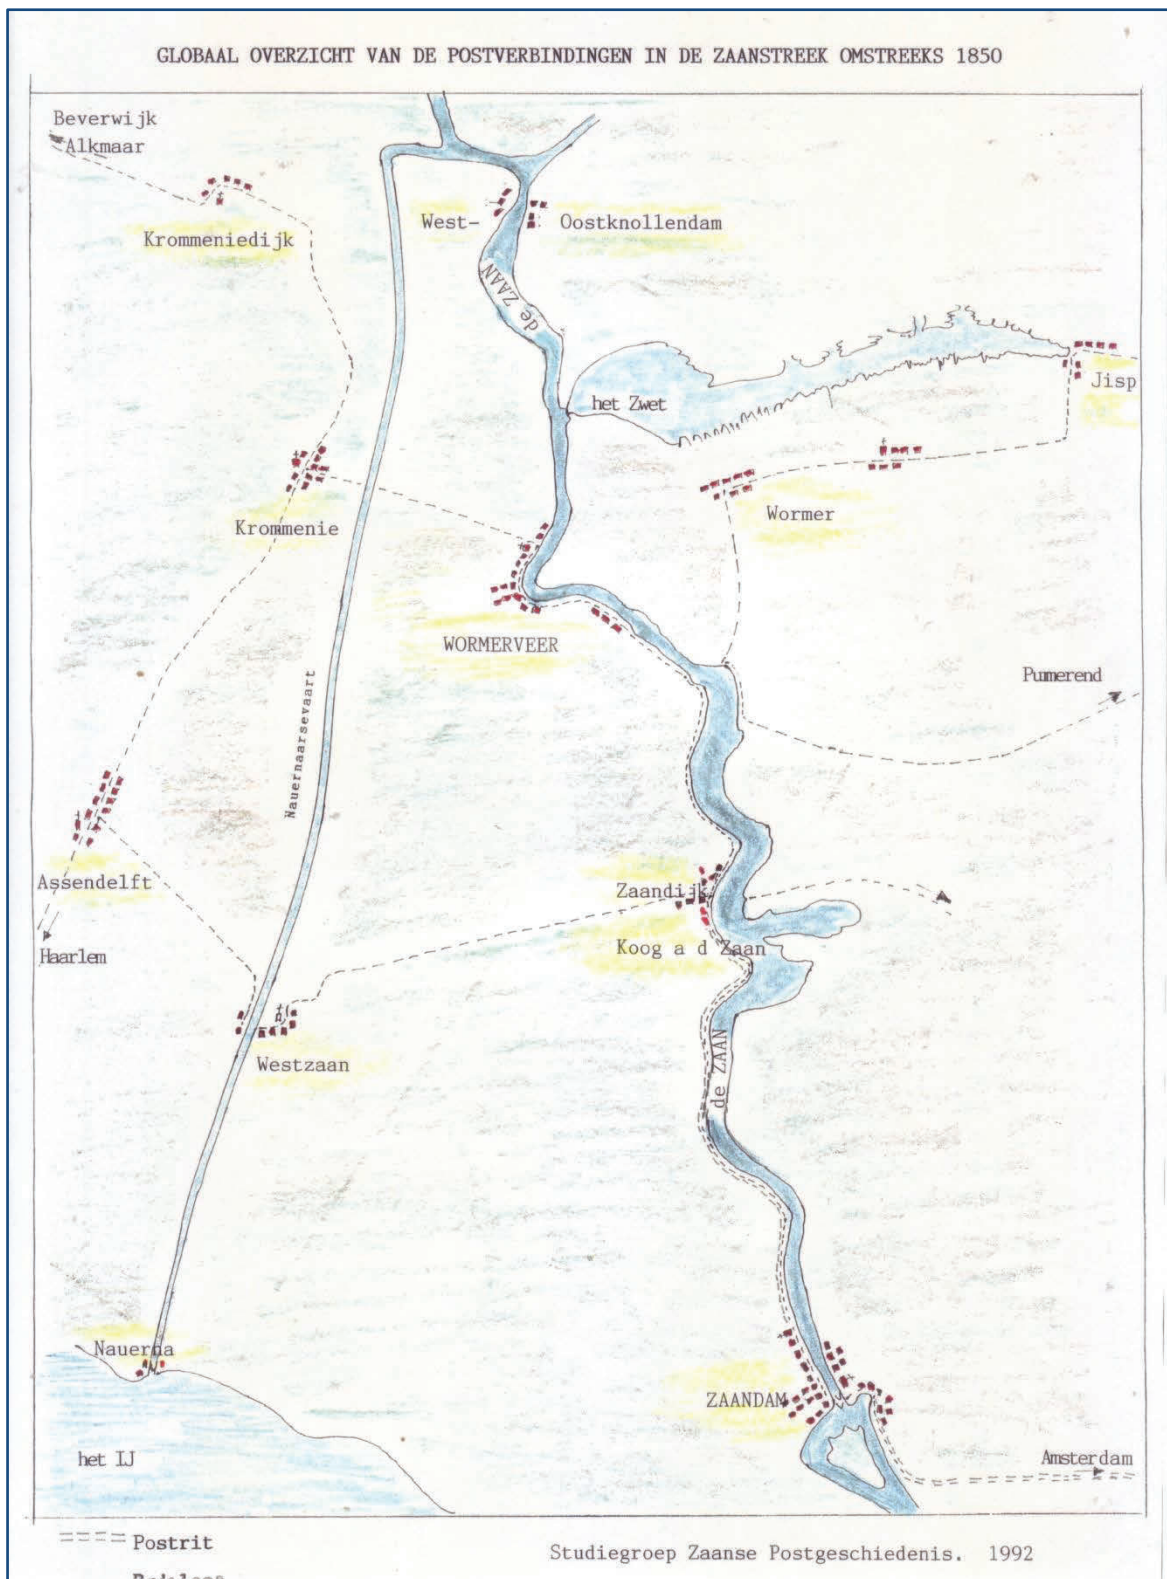 GLOBAAL OVERZICHT VAN DE POSTVERBINDINGEN IN DE ZAANSTREEK OMSTREEKS 1850
Beverwijk
Alkmaar
Krommeniedijk
West-
Oostknollendam
de ZAAN
het Zwet
Jisp
Wormer
Krommenie
WORMERVEER
Nauernaarsevaart
Purmerend
Assendelft
Haarlem
Zaandijk
Koog a d Zaan
Westzaan
de ZAAN
Nauerna
ZAANDAM
het IJ
Amsterdam
Postrit
Studiegroep Zaanse Postgeschiedenis. 1992